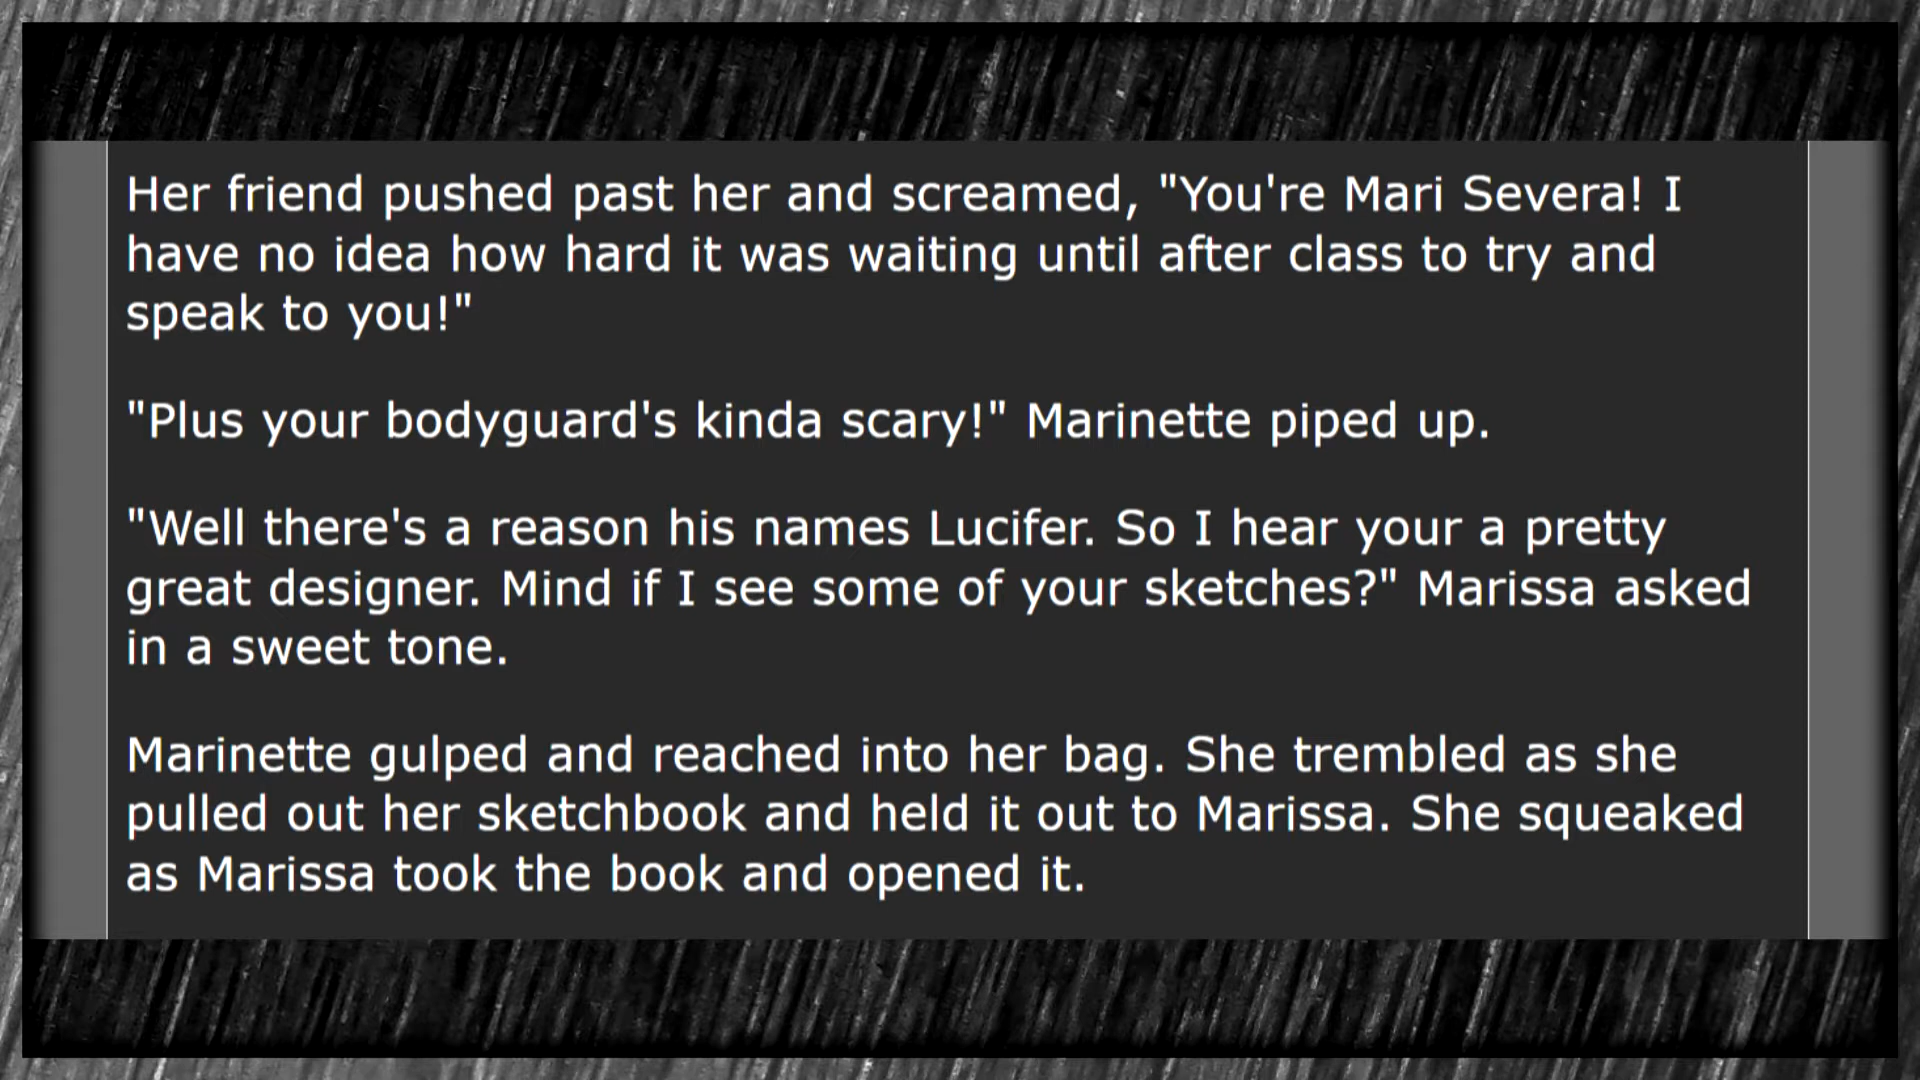 Her friend pushed past her and screamed, "You're Mari Severa! I
have no idea how hard it was waiting until after class to try and
speak to you!"
"Plus your bodyguard's kinda scary!" Marinette piped up.
"Well there's a reason his names Lucifer. So I hear your a pretty
great designer. Mind if I see some of your sketches?" Marissa asked
in a sweet tone.
Marinette gulped and reached into her bag. She trembled as she
pulled out her sketchbook and held it out to Marissa. She squeaked
as Marissa took the book and opened it.